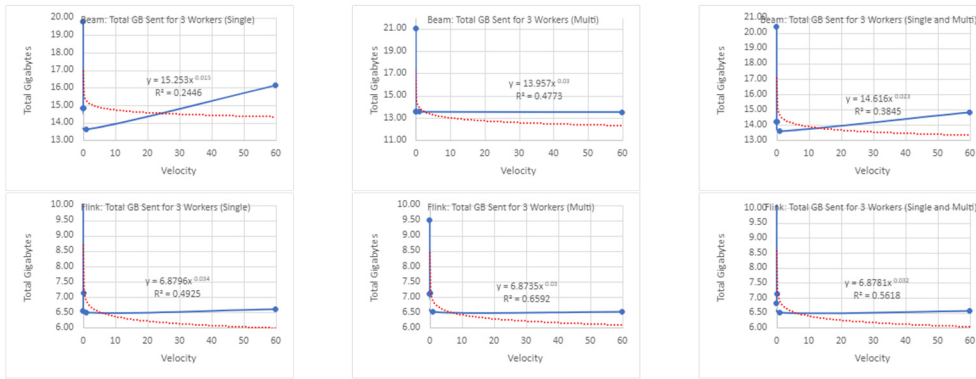 Beam: Total GB Sent for 3 Workers (Single)
20.00
19.00
18.00
17.00
16.00
15.00
14.00
13.00
Total Gigabytes
y = 15.253x^-0.015
R² = 0.2446
0 10 20 30 40 50 60
Velocity
Beam: Total GB Sent for 3 Workers (Multi)
21.00
19.00
17.00
15.00
13.00
11.00
Total Gigabytes
y = 13.957x^-0.03
R² = 0.4773
0 10 20 30 40 50 60
Velocity
Beam: Total GB Sent for 3 Workers (Single and Multi)
21.00
20.00
19.00
18.00
17.00
16.00
15.00
14.00
13.00
Total Gigabytes
y = 14.616x^-0.023
R² = 0.3845
0 10 20 30 40 50 60
Velocity
Flink: Total GB Sent for 3 Workers (Single)
10.00
9.50
9.00
8.50
8.00
7.50
7.00
6.50
6.00
Total Gigabytes
y = 6.8796x^-0.034
R² = 0.4925
0 10 20 30 40 50 60
Velocity
Flink: Total GB Sent for 3 Workers (Multi)
10.00
9.50
9.00
8.50
8.00
7.50
7.00
6.50
6.00
Total Gigabytes
y = 6.8735x^-0.03
R² = 0.6592
0 10 20 30 40 50 60
Velocity
Flink: Total GB Sent for 3 Workers (Single and Multi)
10.00
9.50
9.00
8.50
8.00
7.50
7.00
6.50
6.00
Total Gigabytes
y = 6.8781x^-0.032
R² = 0.5618
0 10 20 30 40 50 60
Velocity